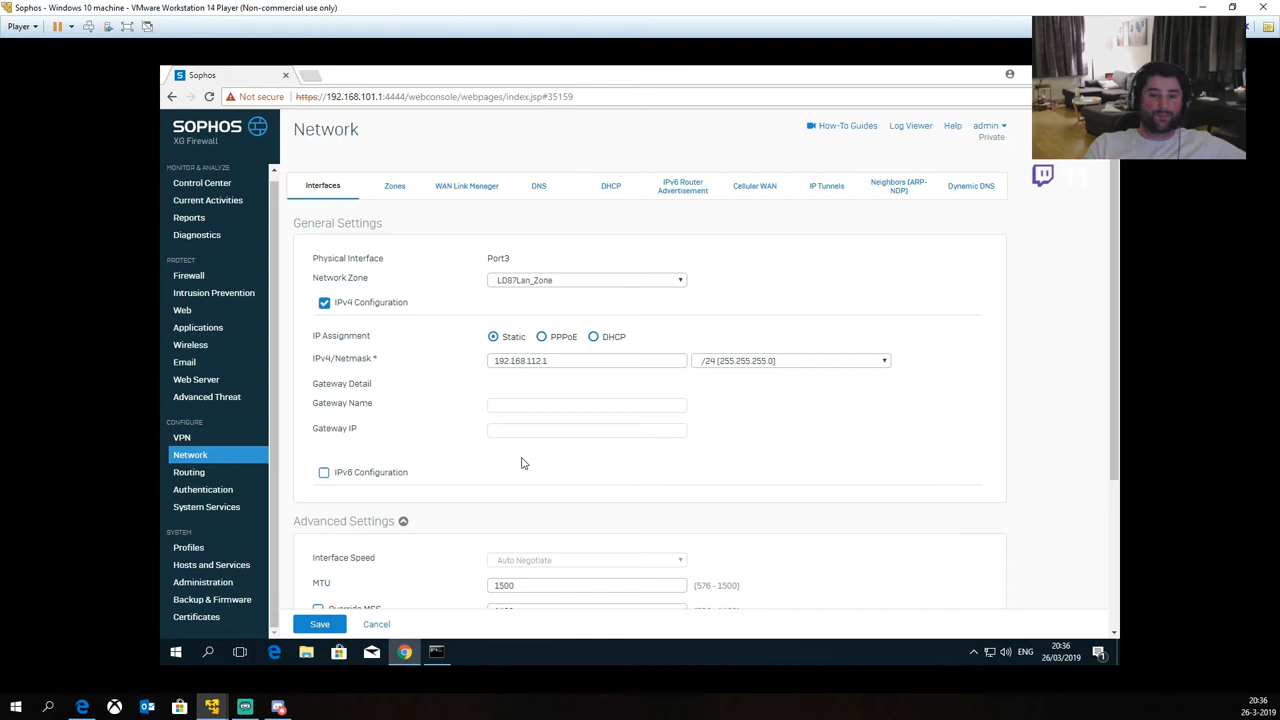 Sophos - Windows 10 machine - VMware Workstation 14 Player (Non-commercial use only)
Player
Sophos
Not secure
https://192.168.101.1:4444/webconsole/webpages/index.jsp#35159
SOPHOS
XG Firewall
Network
How-To Guides
Log Viewer
Help
admin
Private
MONITOR & ANALYZE
Control Center
Current Activities
Reports
Diagnostics
PROTECT
Firewall
Intrusion Prevention
Web
Applications
Wireless
Email
Web Server
Advanced Threat
CONFIGURE
VPN
Network
Routing
Authentication
System Services
SYSTEM
Profiles
Hosts and Services
Administration
Backup & Firmware
Certificates
Interfaces
Zones
WAN Link Manager
DNS
DHCP
IPv6 Router
Advertisement
Cellular WAN
IP Tunnels
Neighbors (ARP-
NDP)
Dynamic DNS
General Settings
Physical Interface
Port3
Network Zone
LD87Lan_Zone
IPv4 Configuration
IP Assignment
Static
PPPoE
DHCP
IPv4/Netmask *
192.168.112.1
/24 (255.255.255.0)
Gateway Detail
Gateway Name
Gateway IP
IPv6 Configuration
Advanced Settings
Interface Speed
Auto Negotiate
MTU
1500
(576 - 1500)
Override MSS
Save
Cancel
ENG
20:36
26/03/2019
20:36
26-3-2019